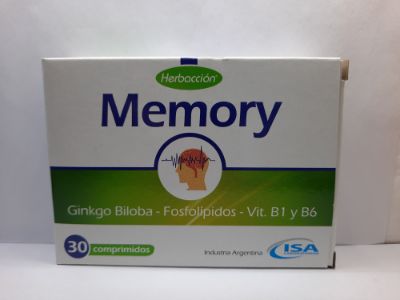 Herbacción®
Memory
Ginkgo Biloba - Fosfolípidos - Vit. B1 y B6
30 comprimidos
Industria Argentina
ISA